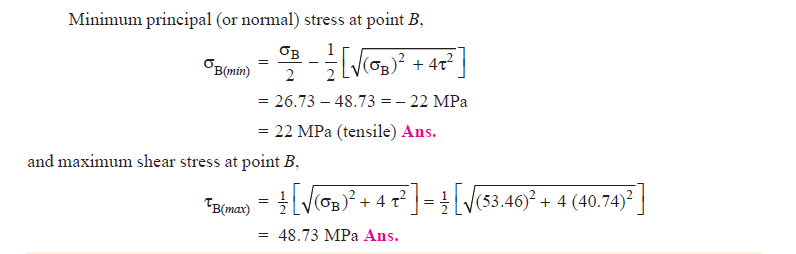 Minimum principal (or normal) stress at point B,
σB(min) = σB/2 – 1/2 [√(σB)² + 4τ²]
= 26.73 – 48.73 = – 22 MPa
= 22 MPa (tensile) Ans.
and maximum shear stress at point B,
τB(max) = 1/2 [√(σB)² + 4 τ²] = 1/2 [√(53.46)² + 4 (40.74)²]
= 48.73 MPa Ans.